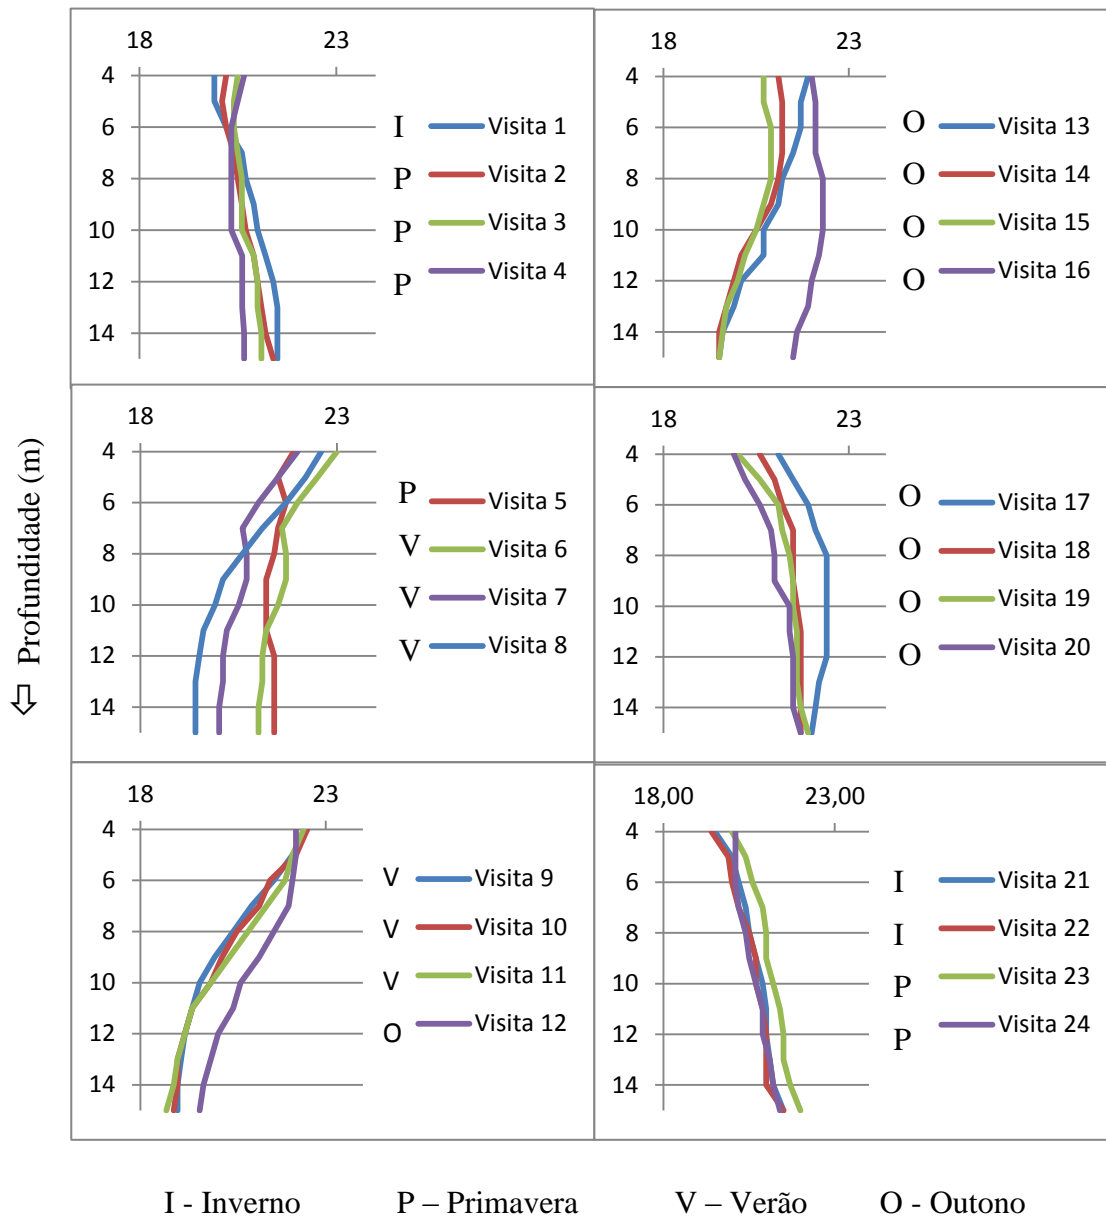 18 23
4
6
8
10
12
14
I Visita 1
P Visita 2
P Visita 3
P Visita 4
18 23
4
6
8
10
12
14
O Visita 13
O Visita 14
O Visita 15
O Visita 16
⇩ Profundidade (m)
18 23
4
6
8
10
12
14
P Visita 5
V Visita 6
V Visita 7
V Visita 8
18 23
4
6
8
10
12
14
O Visita 17
O Visita 18
O Visita 19
O Visita 20
18 23
4
6
8
10
12
14
V Visita 9
V Visita 10
V Visita 11
O Visita 12
18,00 23,00
4
6
8
10
12
14
I Visita 21
I Visita 22
P Visita 23
P Visita 24
I - Inverno P – Primavera V – Verão O - Outono